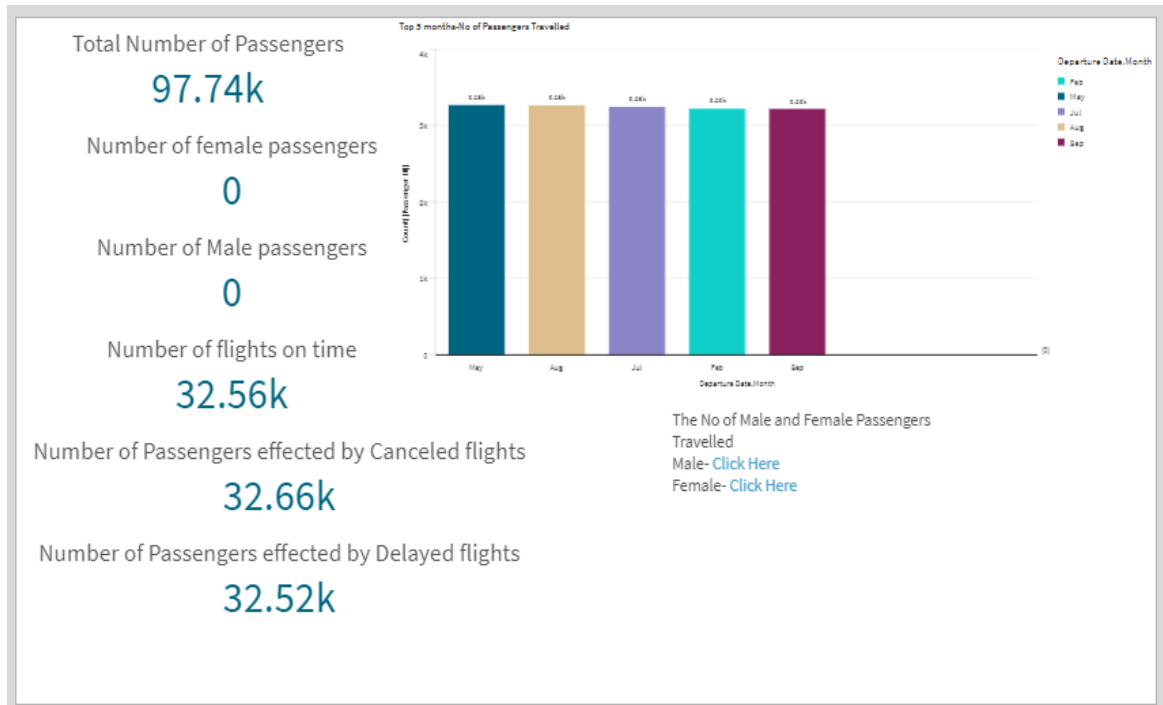 Total Number of Passengers
97.74k
Number of female passengers
0
Number of Male passengers
0
Number of flights on time
32.56k
Number of Passengers effected by Canceled flights
32.66k
Number of Passengers effected by Delayed flights
32.52k
Top 5 months-No of Passengers Travelled
4k
3k
2k
1k
0
May
Aug
Jul
Feb
Sep
Departure Date.Month
Departure Date.Month
Feb
May
Jul
Aug
Sep
The No of Male and Female Passengers
Travelled
Male- Click Here
Female- Click Here